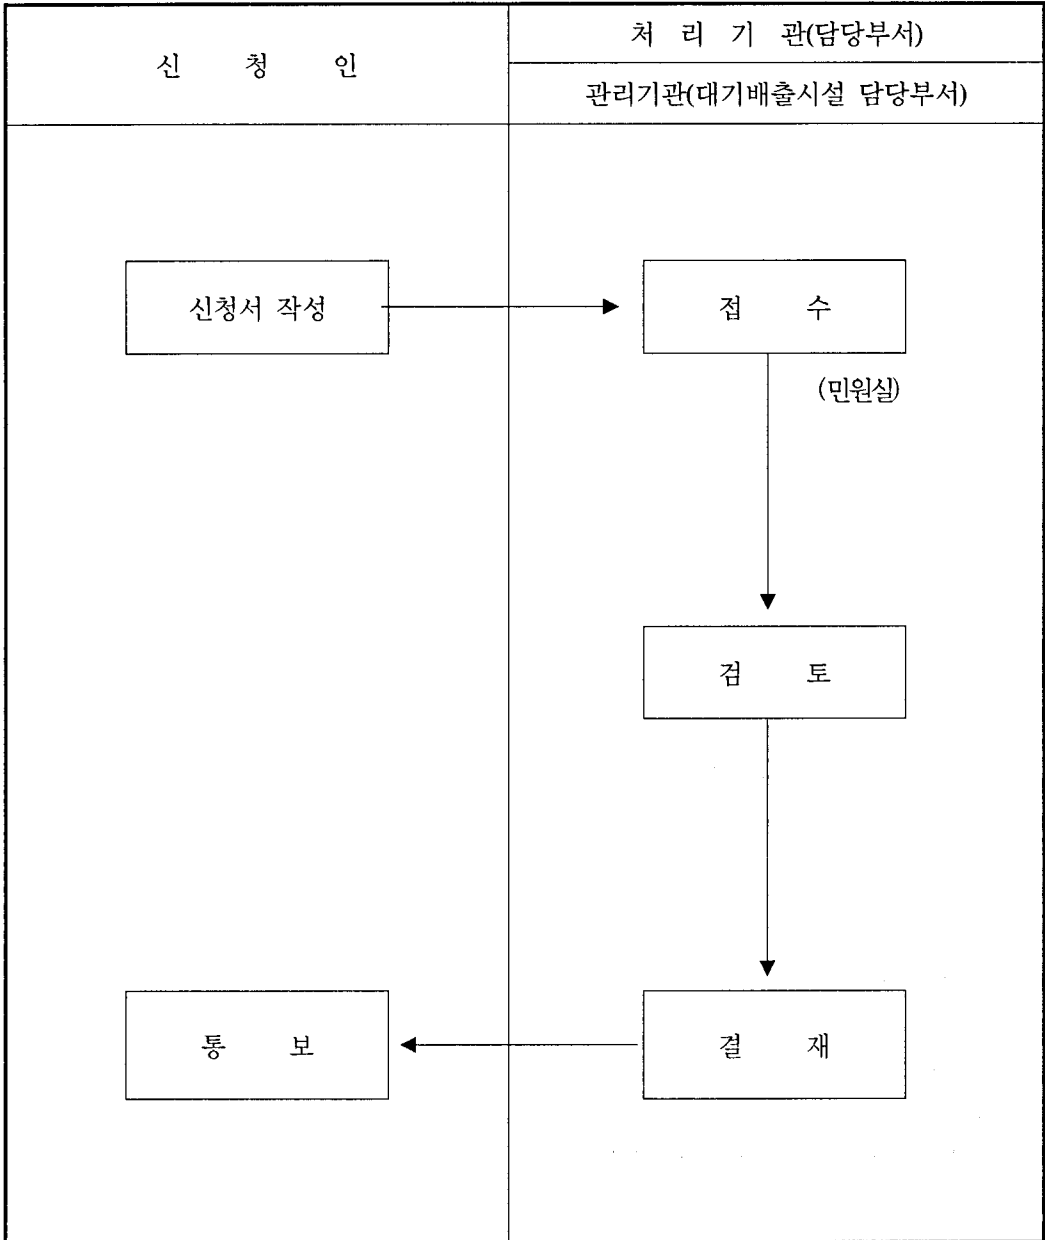 신 청 인
처 리 기 관(담당부서)
관리기관(대기배출시설 담당부서)
신청서 작성
접 수
(민원실)
검 토
결 재
통 보